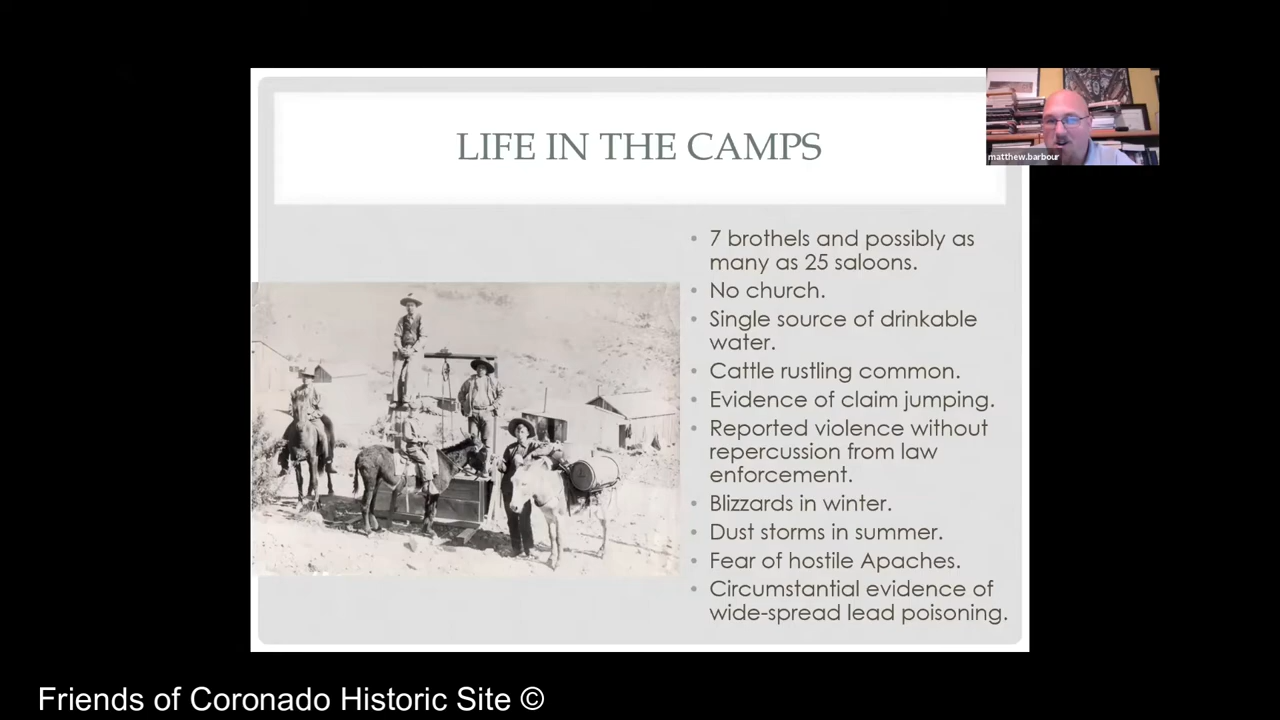 LIFE IN THE CAMPS
matthew.barbour
• 7 brothels and possibly as
many as 25 saloons.
• No church.
• Single source of drinkable
water.
• Cattle rustling common.
• Evidence of claim jumping.
• Reported violence without
repercussion from law
enforcement.
• Blizzards in winter.
• Dust storms in summer.
• Fear of hostile Apaches.
• Circumstantial evidence of
wide-spread lead poisoning.
Friends of Coronado Historic Site ©